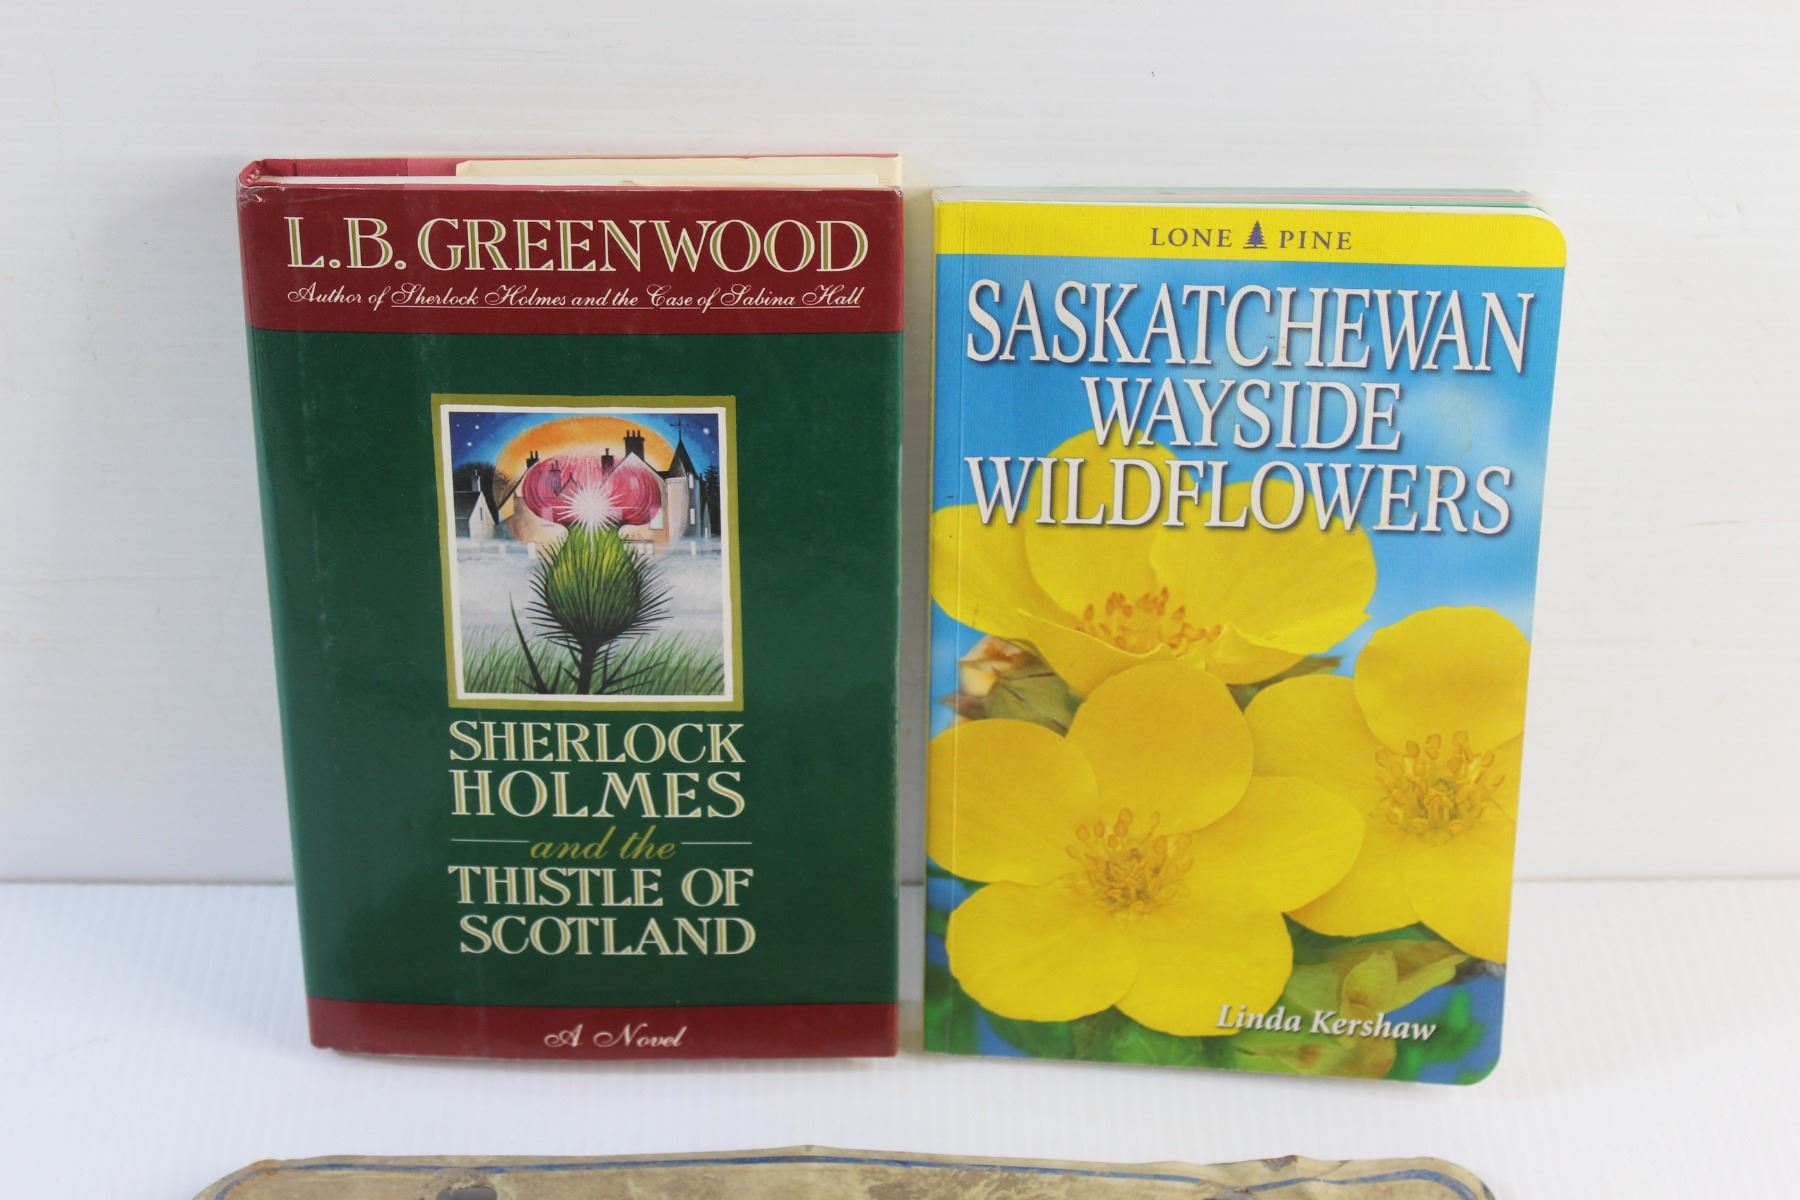 L.B. GREENWOOD
Author of Sherlock Holmes and the Case of Sabina Hall
SHERLOCK
HOLMES
and the
THISTLE OF
SCOTLAND
A Novel
LONE PINE
SASKATCHEWAN
WAYSIDE
WILDFLOWERS
Linda Kershaw